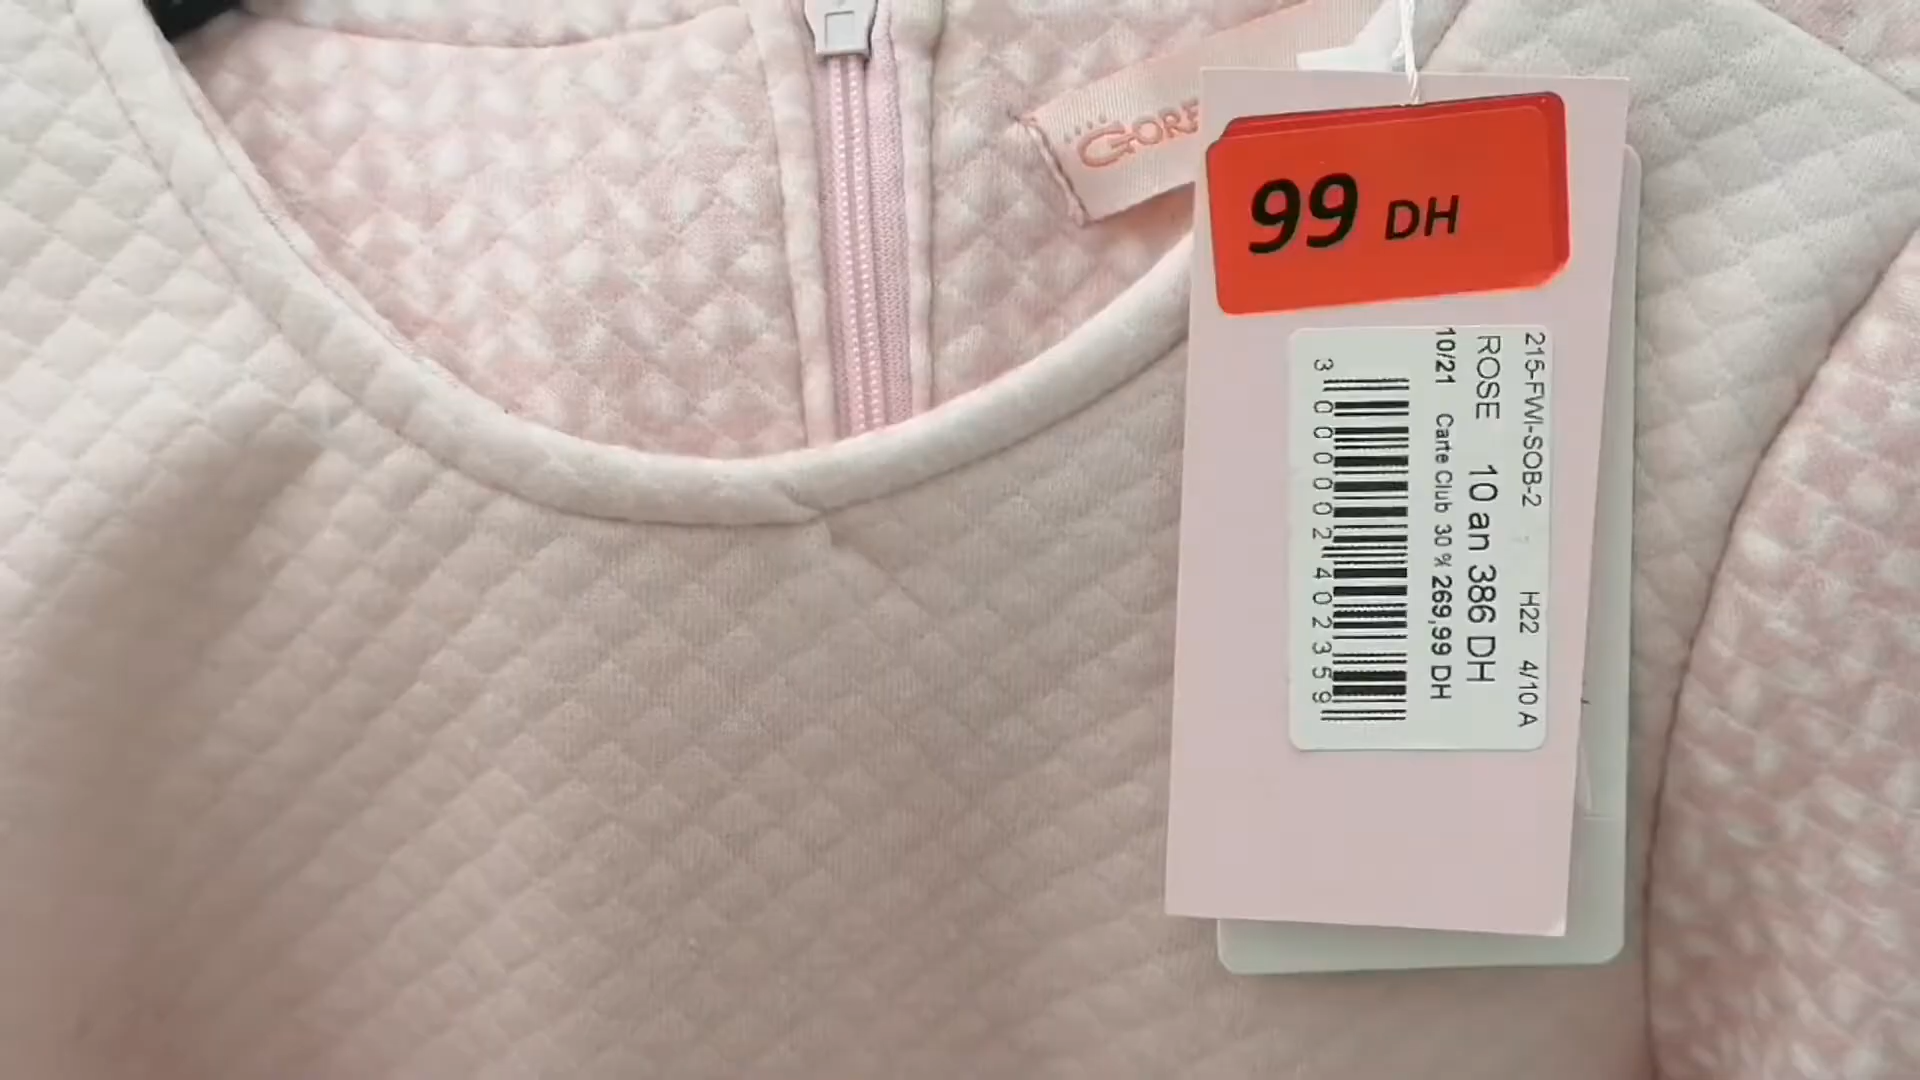 99 DH
215-FWI-SOB-2 H22 4/10 A
ROSE 10 an 386 DH
10/21 Carte Club 30 % 269,99 DH
3000002402359